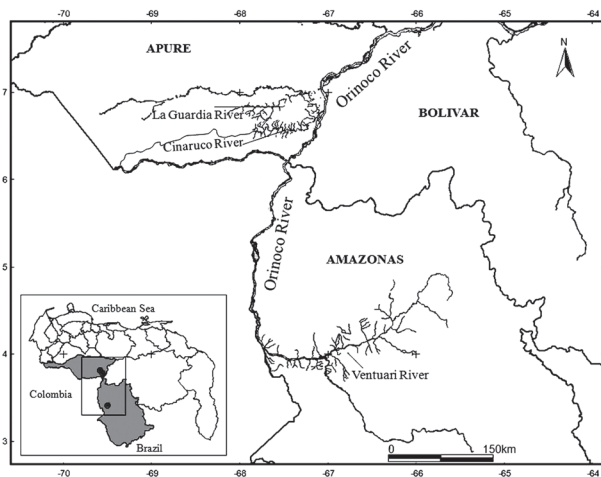 -70 -69 -68 -67 -66 -65 -64
APURE
N
Orinoco River
7
La Guardia River
BOLIVAR
Cinaruco River
6
Orinoco River
AMAZONAS
5
Caribbean Sea
4
Ventuari River
Colombia
Brazil
3
0 150km
-70 -69 -68 -67 -66 -65 -64